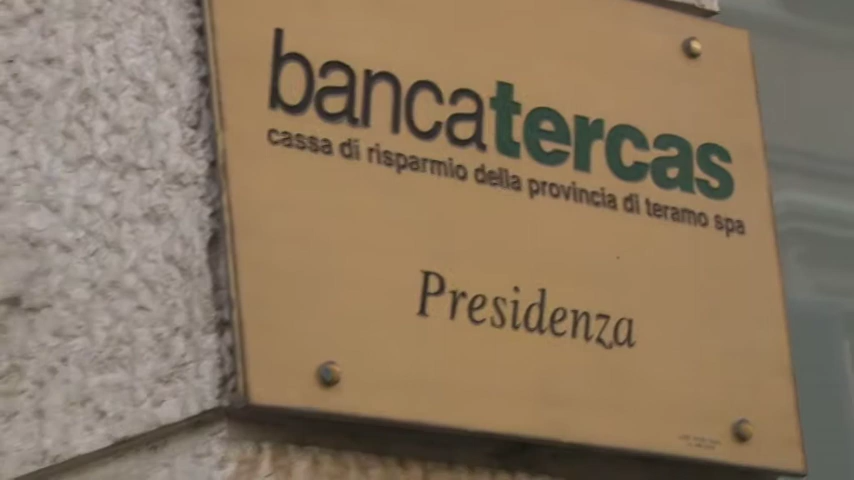 bancatercas
cassa di risparmio della provincia di teramo spa
Presidenza